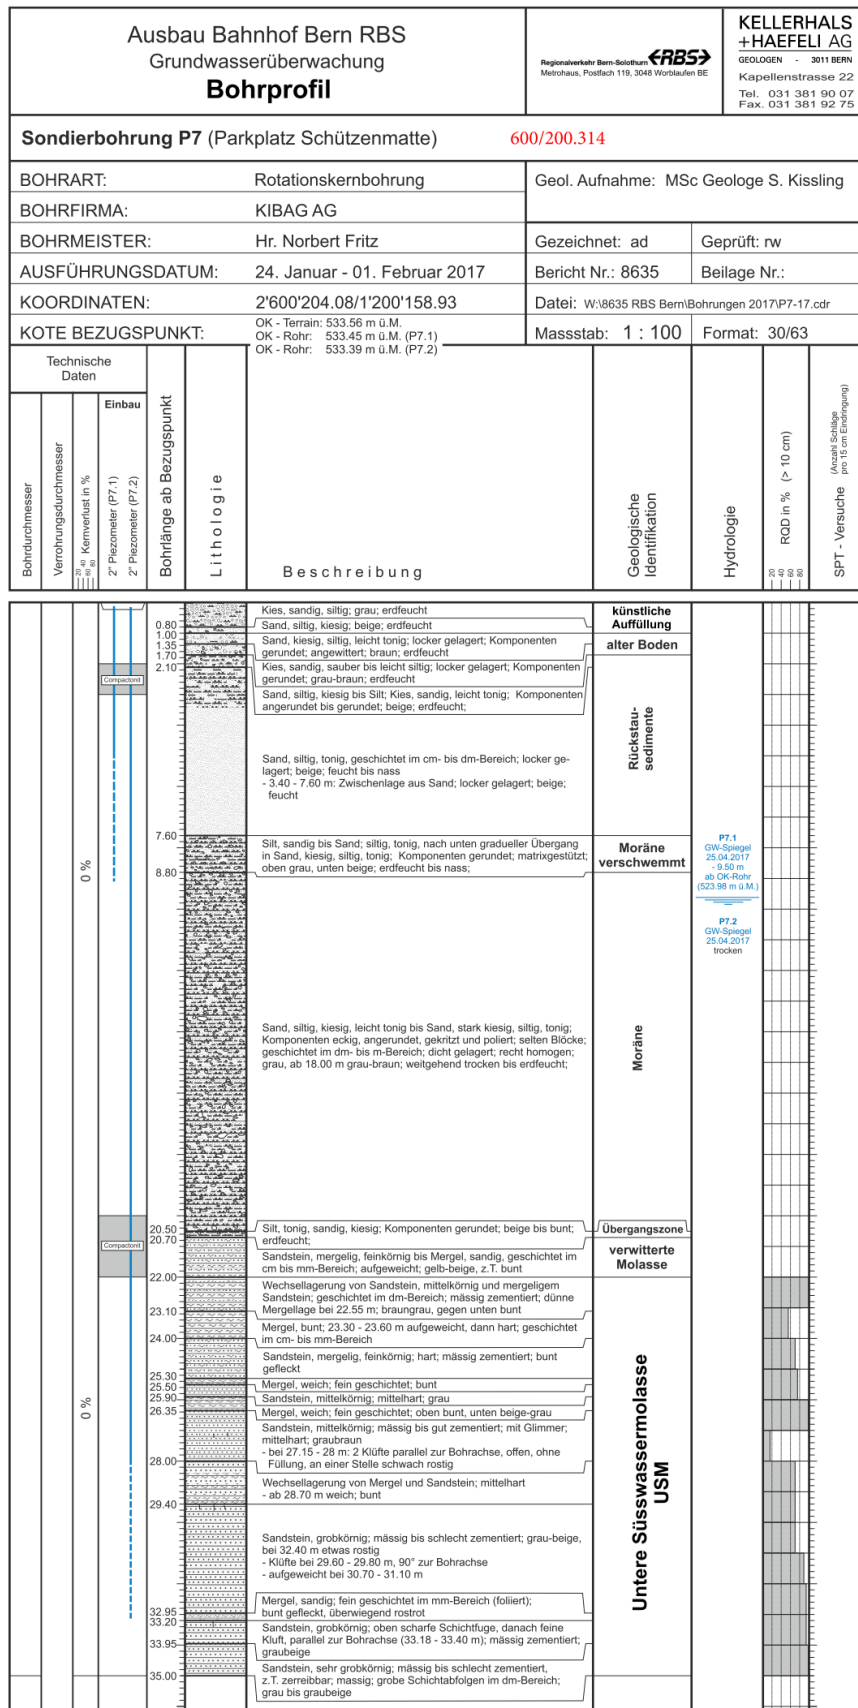 Ausbau Bahnhof Bern RBS
Grundwasserüberwachung
Bohrprofil
Regionalverkehr Bern-Solothurn RBS
Metrohaus, Postfach 119, 3048 Worblaufen BE
KELLERHALS
+HAEFELI AG
GEOLOGEN - 3011 BERN
Kapellenstrasse 22
Tel. 031 381 90 07
Fax. 031 381 92 75
Sondierbohrung P7 (Parkplatz Schützenmatte) 600/200.314
BOHRART: Rotationskernbohrung
Geol. Aufnahme: MSc Geologe S. Kissling
BOHRFIRMA: KIBAG AG
BOHRMEISTER: Hr. Norbert Fritz
Gezeichnet: ad Geprüft: rw
AUSFÜHRUNGSDATUM: 24. Januar - 01. Februar 2017
Bericht Nr.: 8635 Beilage Nr.:
KOORDINATEN: 2'600'204.08/1'200'158.93
Datei: W:\8635 RBS Bern\Bohrungen 2017\P7-17.cdr
KOTE BEZUGSPUNKT:
OK - Terrain: 533.56 m ü.M.
OK - Rohr: 533.45 m ü.M. (P7.1)
OK - Rohr: 533.39 m ü.M. (P7.2)
Massstab: 1 : 100 Format: 30/63
Technische
Daten
Einbau
Bohrdurchmesser
Verrohrungsdurchmesser
Kernverlust in %
20
40
60
80
2" Piezometer (P7.1)
2" Piezometer (P7.2)
Bohrlänge ab Bezugspunkt
Lithologie
Beschreibung
Geologische
Identifikation
Hydrologie
RQD in % (> 10 cm)
20
40
60
80
SPT - Versuche (Anzahl Schläge
pro 15 cm Eindringung)
Kies, sandig, siltig; grau; erdfeucht
künstliche
Auffüllung
0.80
Sand, siltig, kiesig; beige; erdfeucht
1.00
Sand, kiesig, siltig, leicht tonig; locker gelagert; Komponenten
gerundet; angewittert; braun; erdfeucht
alter Boden
1.35
1.70
Kies, sandig, sauber bis leicht siltig; locker gelagert; Komponenten
gerundet; grau-braun; erdfeucht
2.10
Compactonit
Sand, siltig, kiesig bis Silt; Kies, sandig, leicht tonig; Komponenten
angerundet bis gerundet; beige; erdfeucht;
Rückstau-
sedimente
Sand, siltig, tonig, geschichtet im cm- bis dm-Bereich; locker ge-
lagert; beige; feucht bis nass
- 3.40 - 7.60 m: Zwischenlage aus Sand; locker gelagert; beige;
feucht
7.60
Silt, sandig bis Sand; siltig, tonig, nach unten gradueller Übergang
in Sand, kiesig, siltig, tonig; Komponenten gerundet; matrixgestützt;
oben grau, unten beige; erdfeucht bis nass;
Moräne
verschwemmt
P7.1
GW-Spiegel
25.04.2017
- 9.50 m
ab OK-Rohr
(523.98 m ü.M.)
0 %
8.80
P7.2
GW-Spiegel
25.04.2017
trocken
Sand, siltig, kiesig, leicht tonig bis Sand, stark kiesig, siltig, tonig;
Komponenten eckig, angerundet, gekritzt und poliert; selten Blöcke;
geschichtet im dm- bis m-Bereich; dicht gelagert; recht homogen;
grau, ab 18.00 m grau-braun; weitgehend trocken bis erdfeucht;
Moräne
20.50
Silt, tonig, sandig, kiesig; Komponenten gerundet; beige bis bunt;
erdfeucht;
Übergangszone
20.70
Compactonit
Sandstein, mergelig, feinkörnig bis Mergel, sandig, geschichtet im
cm bis mm-Bereich; aufgeweicht; gelb-beige, z.T. bunt
verwitterte
Molasse
22.00
Wechsellagerung von Sandstein, mittelkörnig und mergeligem
Sandstein; geschichtet im dm-Bereich; mässig zementiert; dünne
Mergellage bei 22.55 m; braungrau, gegen unten bunt
23.10
Mergel, bunt; 23.30 - 23.60 m aufgeweicht, dann hart; geschichtet
im cm- bis mm-Bereich
24.00
Sandstein, mergelig, feinkörnig; hart; mässig zementiert; bunt
gefleckt
25.30
Mergel, weich; fein geschichtet; bunt
25.50
Sandstein, mittelkörnig; mittelhart; grau
25.90
Mergel, weich; fein geschichtet; oben bunt, unten beige-grau
26.35
0 %
Sandstein, mittelkörnig; mässig bis gut zementiert; mit Glimmer;
mittelhart; graubraun
- bei 27.15 - 28 m: 2 Klüfte parallel zur Bohrachse, offen, ohne
Füllung, an einer Stelle schwach rostig
28.00
Wechsellagerung von Mergel und Sandstein; mittelhart
- ab 28.70 m weich; bunt
29.40
Untere Süsswassermolasse
USM
Sandstein, grobkörnig; mässig bis schlecht zementiert; grau-beige,
bei 32.40 m etwas rostig
- Klüfte bei 29.60 - 29.80 m, 90° zur Bohrachse
- aufgeweicht bei 30.70 - 31.10 m
32.95
Mergel, sandig; fein geschichtet im mm-Bereich (foliiert);
bunt gefleckt, überwiegend rostrot
33.20
Sandstein, grobkörnig; oben scharfe Schichtfuge, danach feine
Kluft, parallel zur Bohrachse (33.18 - 33.40 m); mässig zementiert;
graubeige
33.95
Sandstein, sehr grobkörnig; mässig bis schlecht zementiert,
z.T. zerreibbar; massig; grobe Schichtabfolgen im dm-Bereich;
grau bis graubeige
35.00